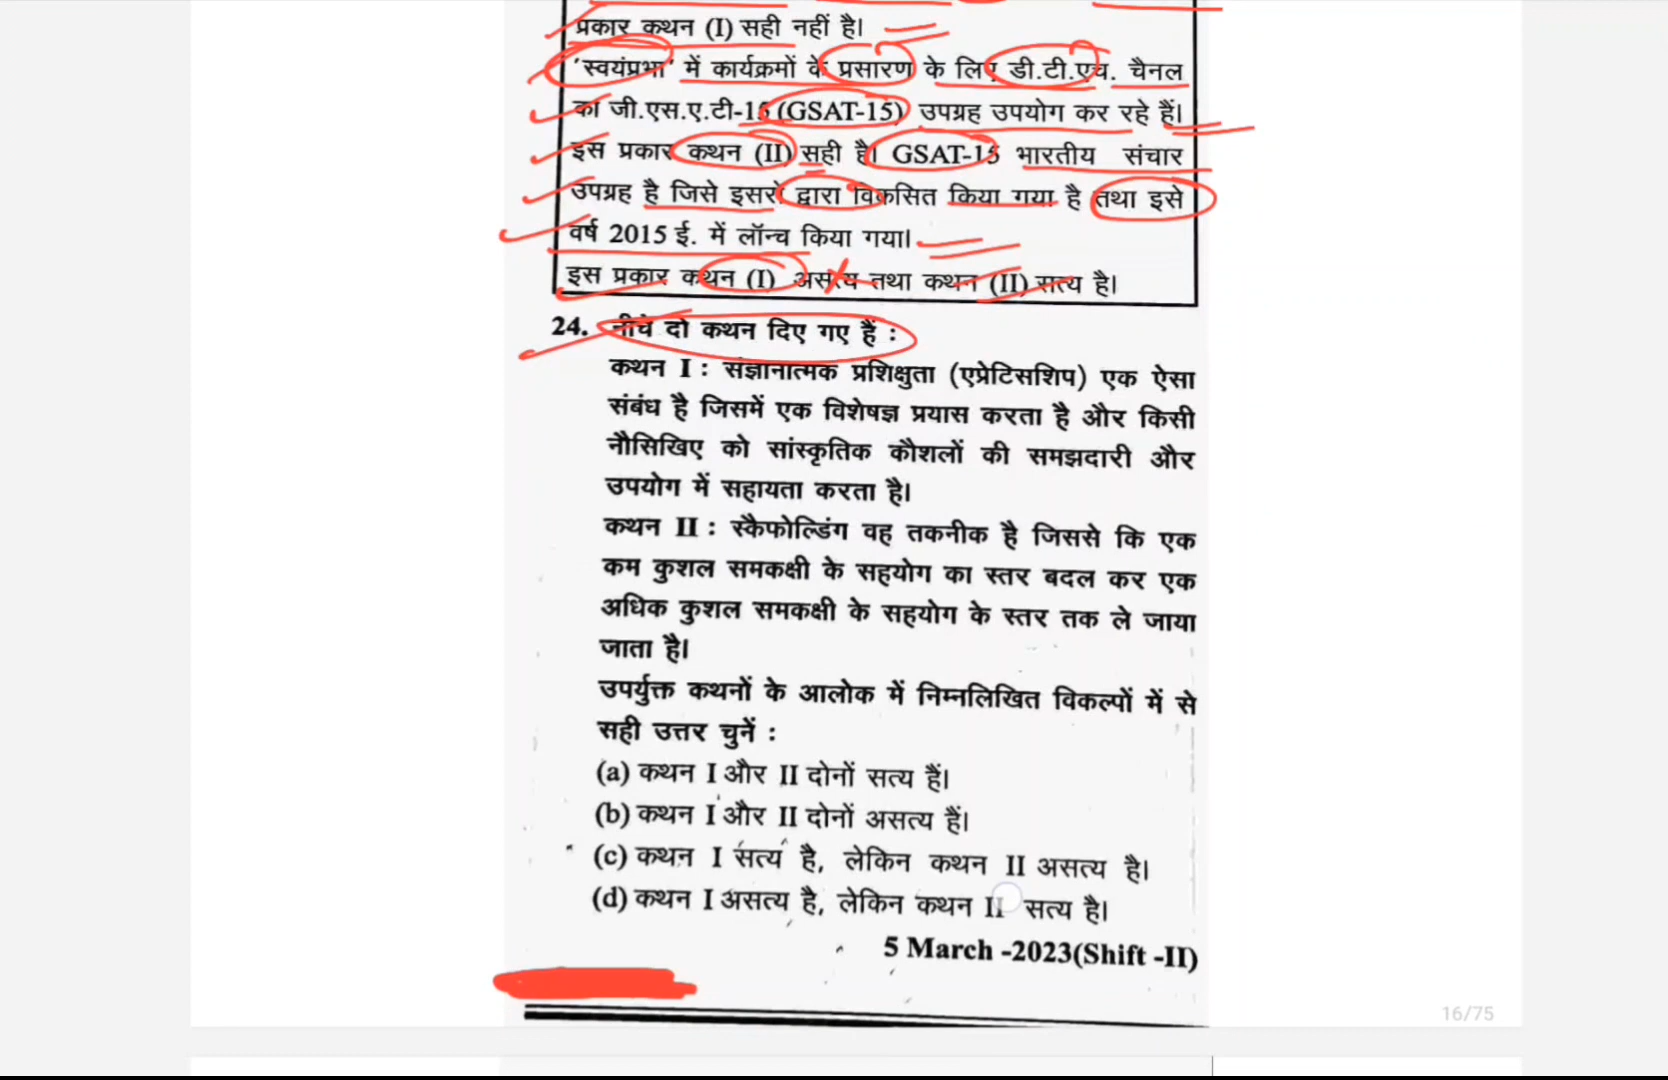 प्रकार कथन (I) सही नहीं है।
'स्वयंप्रभा' में कार्यक्रमों के प्रसारण के लिए डी.टी.एच. चैनल
का जी.एस.ए.टी-15 (GSAT-15) उपग्रह उपयोग कर रहे हैं।
इस प्रकार कथन (II) सही है। GSAT-15 भारतीय संचार
उपग्रह है जिसे इसरो द्वारा विकसित किया गया है तथा इसे
वर्ष 2015 ई. में लॉन्च किया गया।
इस प्रकार कथन (I) असत्य तथा कथन (II) सत्य है।
24. नीचे दो कथन दिए गए हैं :
कथन I : संज्ञानात्मक प्रशिक्षुता (एप्रेटिसशिप) एक ऐसा
संबंध है जिसमें एक विशेषज्ञ प्रयास करता है और किसी
नौसिखिए को सांस्कृतिक कौशलों की समझदारी और
उपयोग में सहायता करता है।
कथन II : स्कैफोल्डिंग वह तकनीक है जिससे कि एक
कम कुशल समकक्षी के सहयोग का स्तर बदल कर एक
अधिक कुशल समकक्षी के सहयोग के स्तर तक ले जाया
जाता है।
उपर्युक्त कथनों के आलोक में निम्नलिखित विकल्पों में से
सही उत्तर चुनें :
(a) कथन I और II दोनों सत्य हैं।
(b) कथन I और II दोनों असत्य हैं।
(c) कथन I सत्य है, लेकिन कथन II असत्य है।
(d) कथन I असत्य है, लेकिन कथन II सत्य है।
5 March -2023(Shift -II)
16/75